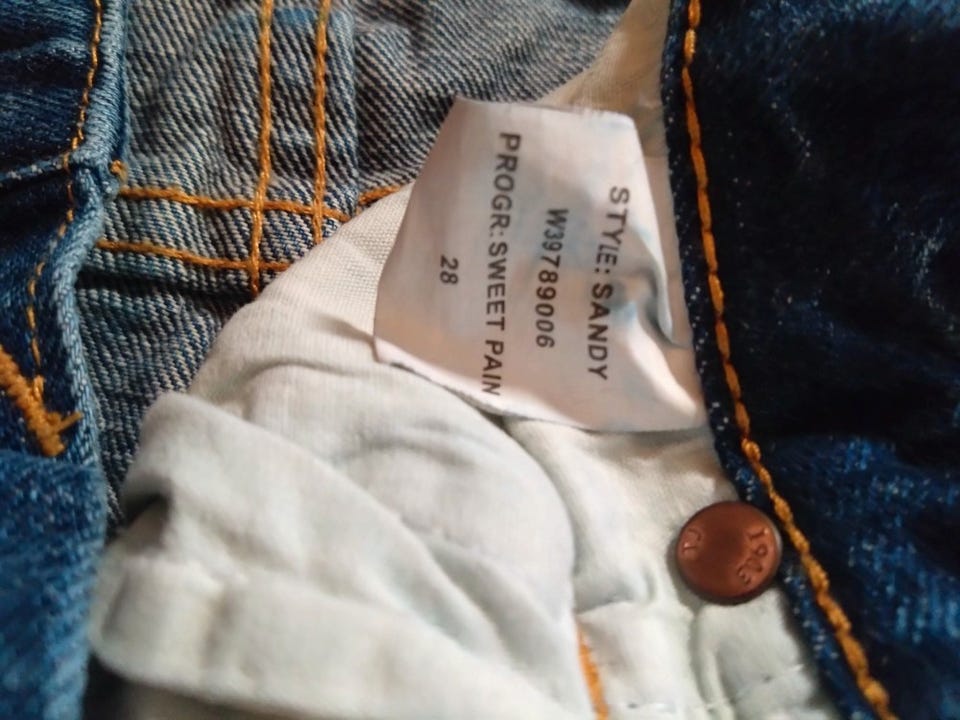 STYLE: SANDY
W39789006
PROGR: SWEET PAIN
28